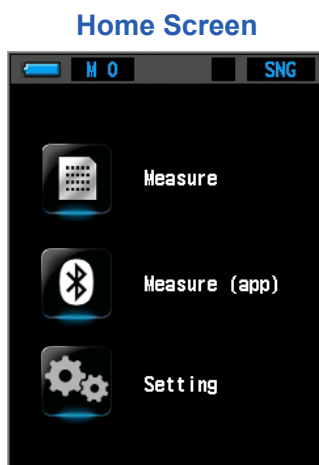 Home Screen
M 0 SNG
Measure
Measure (app)
Setting